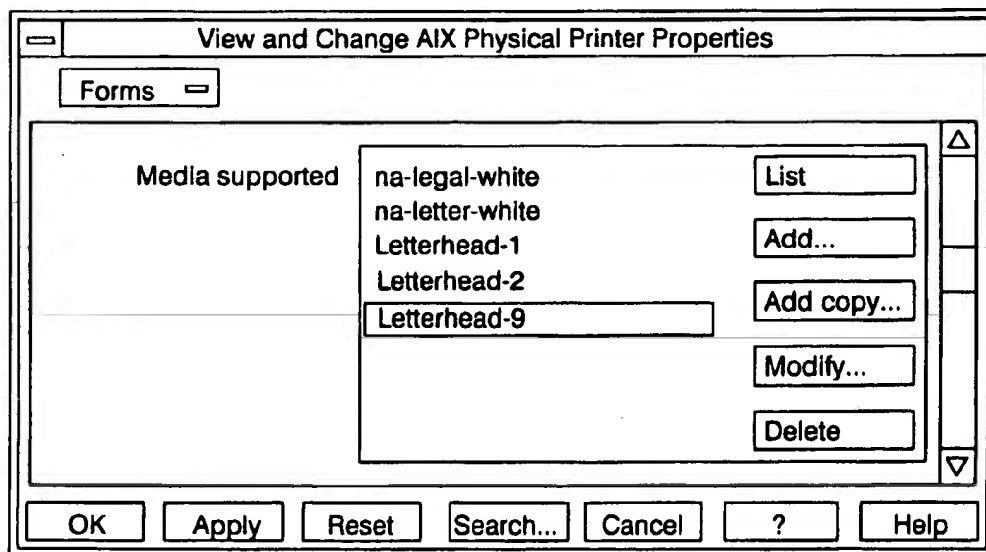 View and Change AIX Physical Printer Properties
Forms
Media supported
na-legal-white
na-letter-white
Letterhead-1
Letterhead-2
Letterhead-9
List
Add...
Add copy...
Modify...
Delete
OK
Apply
Reset
Search...
Cancel
?
Help